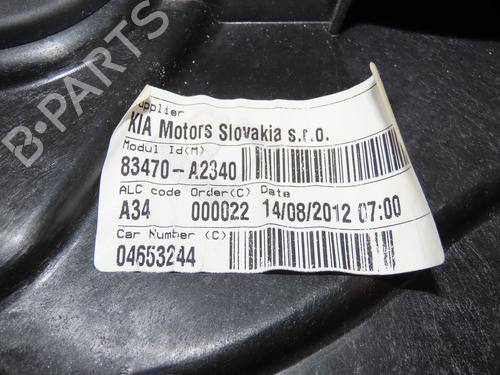 B-PARTS
Supplier
KIA Motors Slovakia s.r.o.
Modul Id(M)
83470-A2340
ALC code Order(C) Date
A34 000022 14/08/2012 07:00
Car Number (C)
04653244